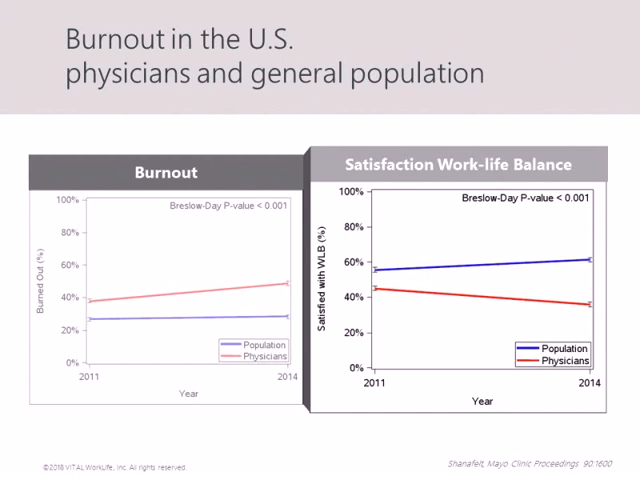 Burnout in the U.S.
physicians and general population
Burnout
Breslow-Day P-value < 0.001
100%
80%
60%
40%
20%
0%
Burned Out (%)
2011
2014
Year
Population
Physicians
Satisfaction Work-life Balance
Breslow-Day P-value < 0.001
100%
80%
60%
40%
20%
0%
Satisfied with WLB (%)
2011
2014
Year
Population
Physicians
©2018 VITAL WorkLife, Inc. All rights reserved.
Shanafelt, Mayo Clinic Proceedings 90:1600